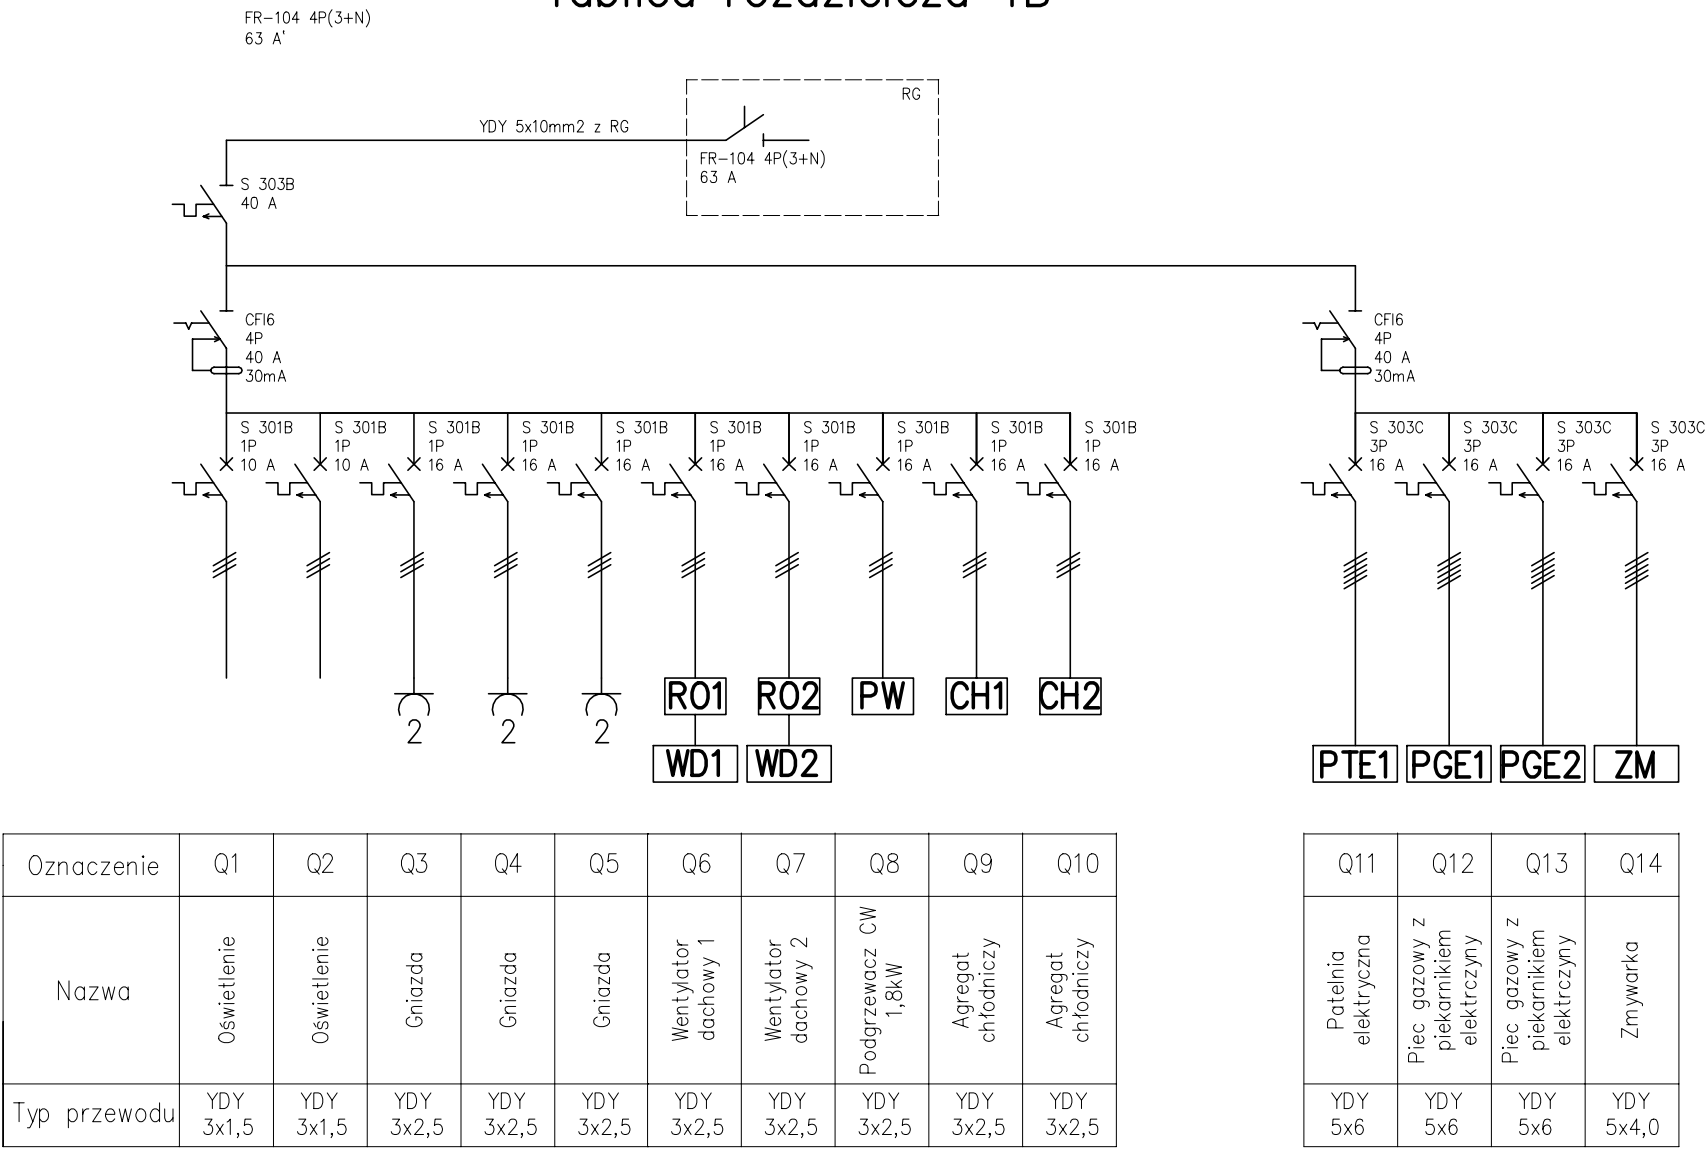 FR-104 4P(3+N)
63 A'
RG
YDY 5x10mm2 z RG
FR-104 4P(3+N)
63 A
S 303B
40 A
CFI6
4P
40 A
30mA
CFI6
4P
40 A
30mA
S 301B
1P
10 A
S 301B
1P
10 A
S 301B
1P
16 A
S 301B
1P
16 A
S 301B
1P
16 A
S 301B
1P
16 A
S 301B
1P
16 A
S 301B
1P
16 A
S 301B
1P
16 A
S 301B
1P
16 A
S 303C
3P
16 A
S 303C
3P
16 A
S 303C
3P
16 A
S 303C
3P
16 A
2
2
2
RO1
RO2
PW
CH1
CH2
WD1
WD2
PTE1
PGE1
PGE2
ZM
Oznaczenie Q1 Q2 Q3 Q4 Q5 Q6 Q7 Q8 Q9 Q10 Q11 Q12 Q13 Q14
Nazwa
Oświetlenie
Oświetlenie
Gniazda
Gniazda
Gniazda
Wentylator
dachowy 1
Wentylator
dachowy 2
Podgrzewacz CW
1,8kW
Agregat
chłodniczy
Agregat
chłodniczy
Patelnia
elektryczna
Piec gazowy z
piekarnikiem
elektrczyny
Piec gazowy z
piekarnikiem
elektrczyny
Zmywarka
Typ przewodu
YDY
3x1,5
YDY
3x1,5
YDY
3x2,5
YDY
3x2,5
YDY
3x2,5
YDY
3x2,5
YDY
3x2,5
YDY
3x2,5
YDY
3x2,5
YDY
3x2,5
YDY
5x6
YDY
5x6
YDY
5x6
YDY
5x4,0